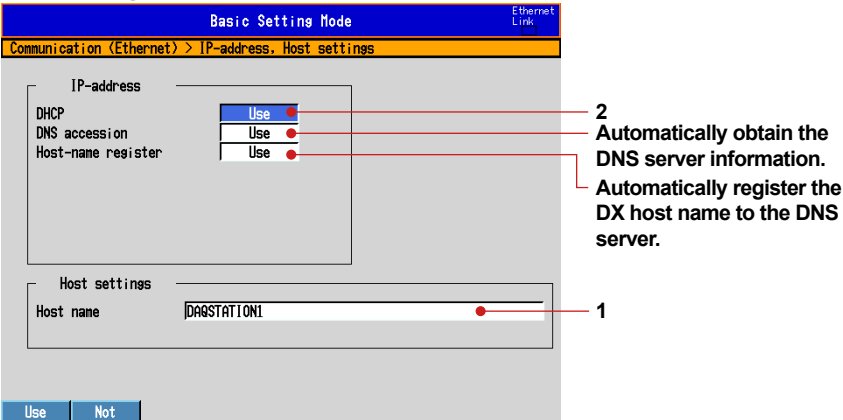 Basic Setting Mode
Ethernet
Link
Communication (Ethernet) > IP-address, Host settings
IP-address
DHCP Use
DNS accession Use
Host-name register Use
2
Automatically obtain the
DNS server information.
Automatically register the
DX host name to the DNS
server.
Host settings
Host name DAQSTATION1
1
Use Not